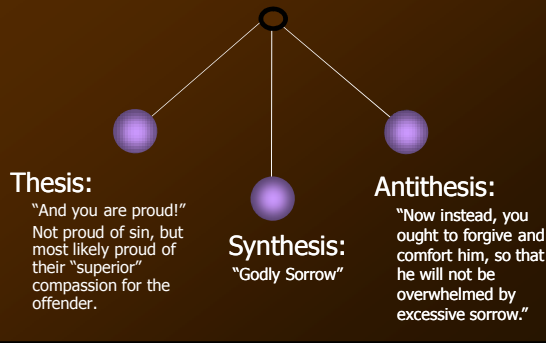 Thesis:
“And you are proud!”
Not proud of sin, but
most likely proud of
their “superior”
compassion for the
offender.
Synthesis:
“Godly Sorrow”
Antithesis:
“Now instead, you
ought to forgive and
comfort him, so that
he will not be
overwhelmed by
excessive sorrow.”